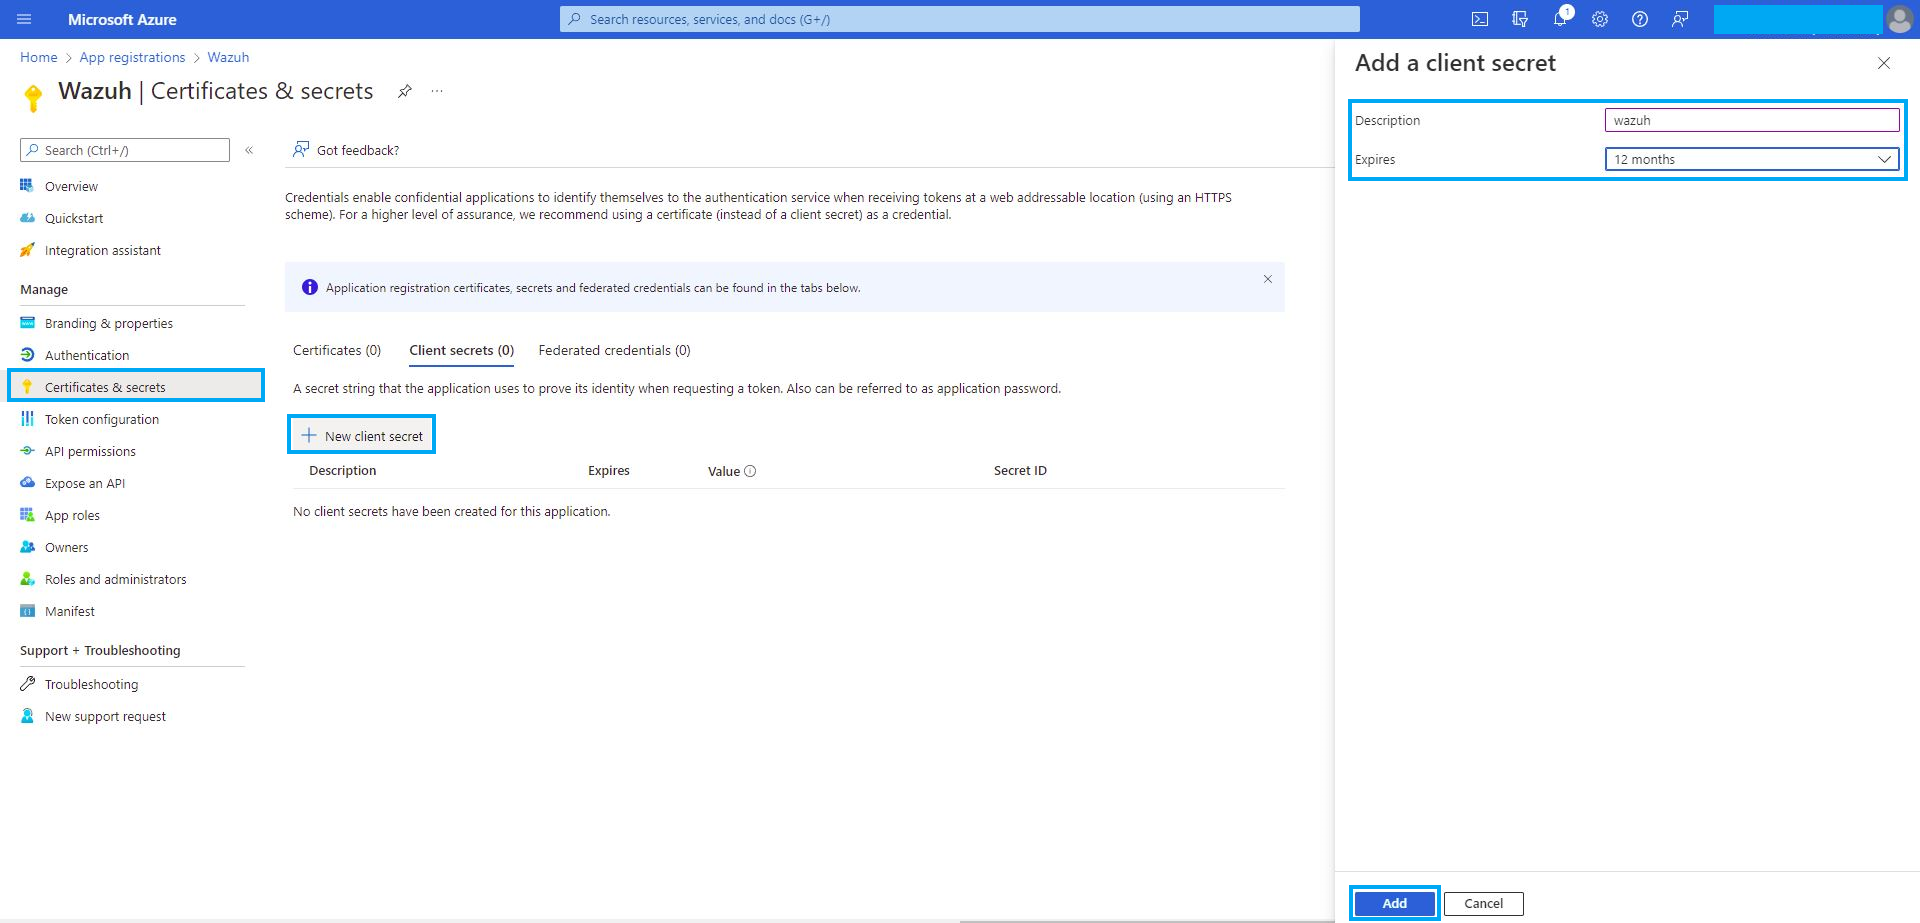 Microsoft Azure
Search resources, services, and docs (G+/)
1
Home > App registrations > Wazuh
Wazuh | Certificates & secrets
...
Search (Ctrl+/)
«
Overview
Quickstart
Integration assistant
Manage
Branding & properties
Authentication
Certificates & secrets
Token configuration
API permissions
Expose an API
App roles
Owners
Roles and administrators
Manifest
Support + Troubleshooting
Troubleshooting
New support request
Got feedback?
Credentials enable confidential applications to identify themselves to the authentication service when receiving tokens at a web addressable location (using an HTTPS
scheme). For a higher level of assurance, we recommend using a certificate (instead of a client secret) as a credential.
Application registration certificates, secrets and federated credentials can be found in the tabs below.
Certificates (0) Client secrets (0) Federated credentials (0)
A secret string that the application uses to prove its identity when requesting a token. Also can be referred to as application password.
New client secret
Description Expires Value Secret ID
No client secrets have been created for this application.
Add a client secret
Description wazuh
Expires 12 months
Add Cancel